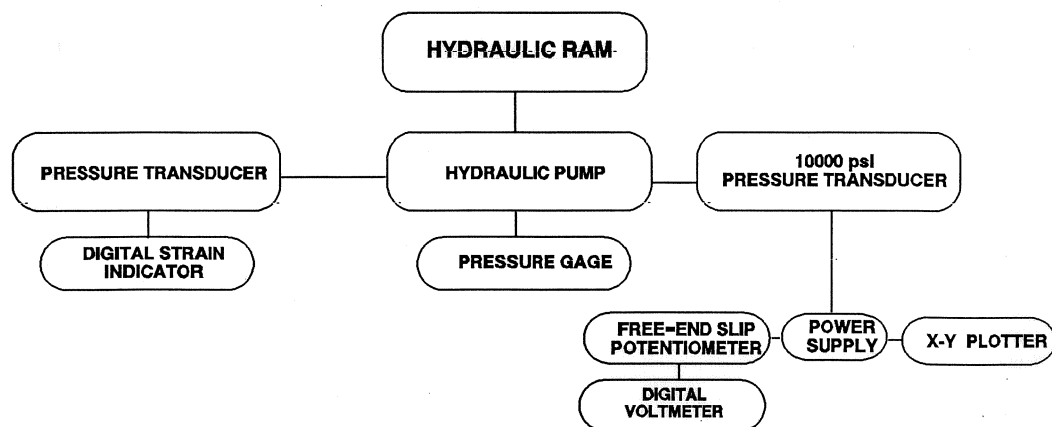 HYDRAULIC RAM
PRESSURE TRANSDUCER
HYDRAULIC PUMP
10000 psi
PRESSURE TRANSDUCER
DIGITAL STRAIN
INDICATOR
PRESSURE GAGE
FREE-END SLIP
POTENTIOMETER
POWER
SUPPLY
X-Y PLOTTER
DIGITAL
VOLTMETER